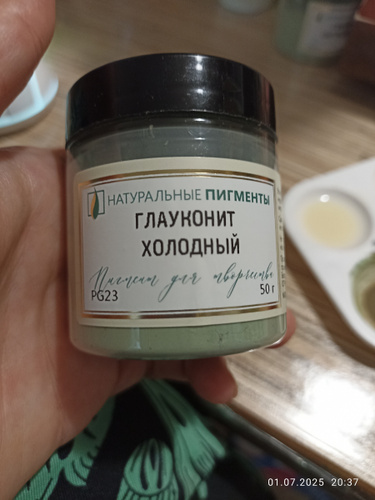 НАТУРАЛЬНЫЕ ПИГМЕНТЫ
ГЛАУКОНИТ
ХОЛОДНЫЙ
Пигмент для творчества
PG23 50 г
01.07.2025 20:37